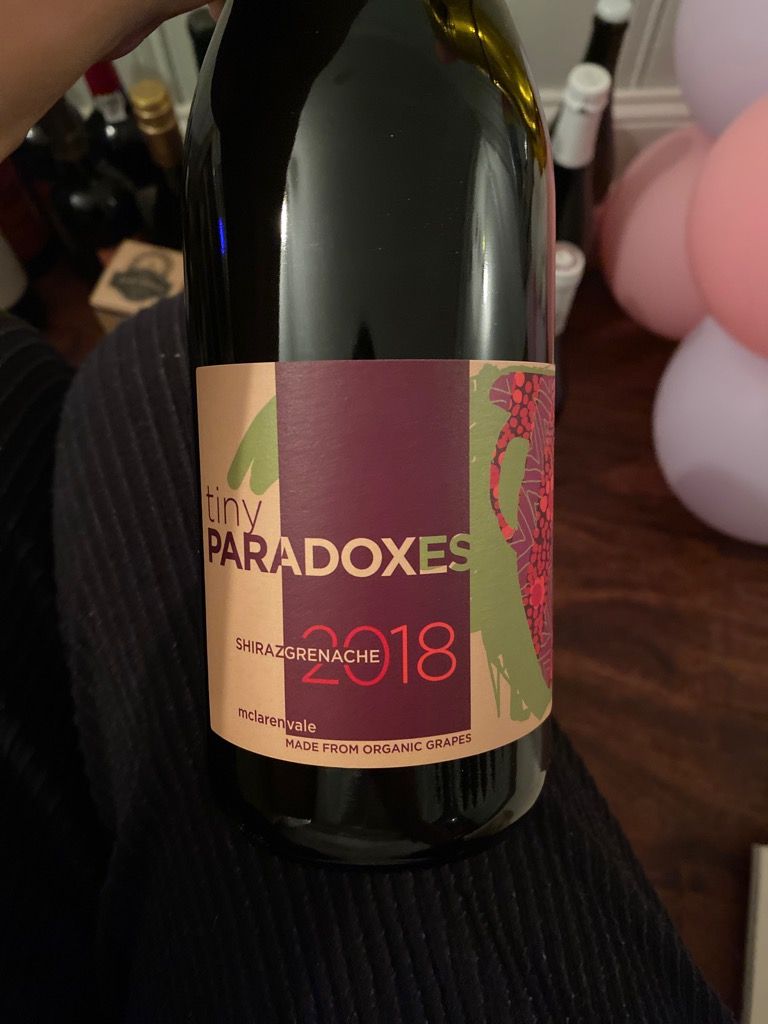 tiny
PARADOXES
2018
SHIRAZGRENACHE
mclarenvale
MADE FROM ORGANIC GRAPES